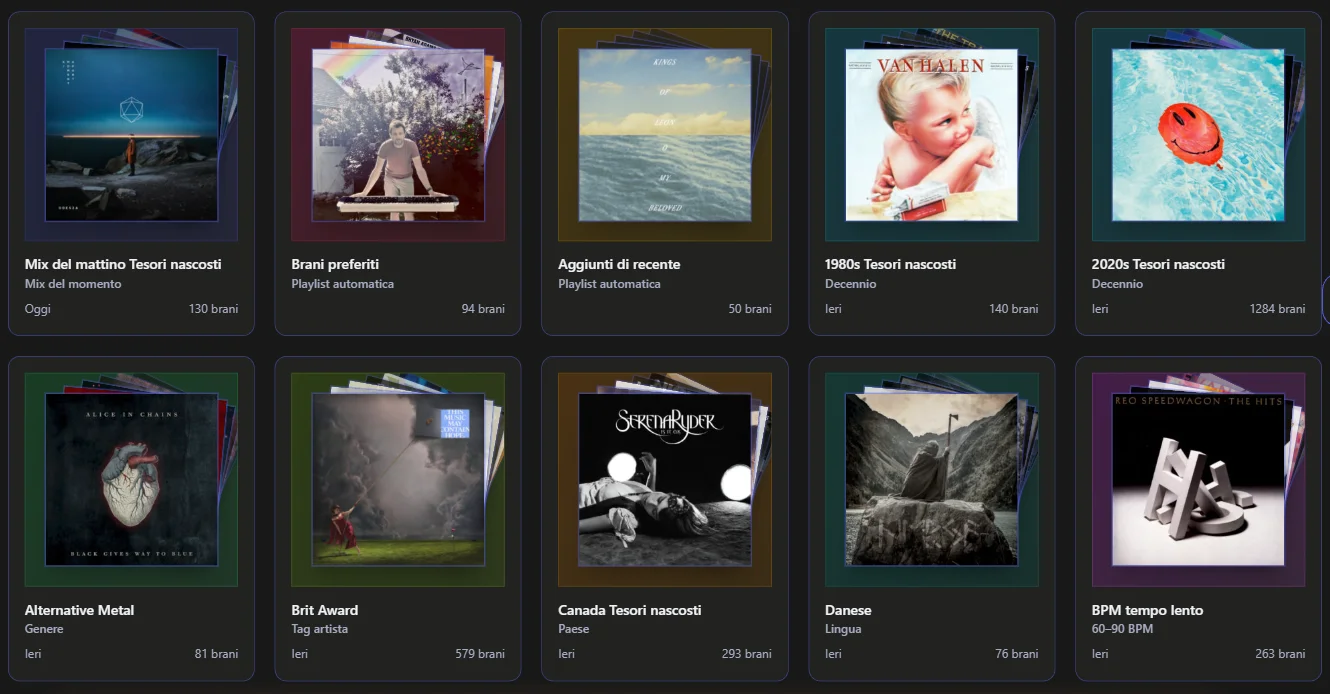 ODESZA
KINGS
OF
LEON
O
MY
BELOVED
VAN HALEN
Mix del mattino Tesori nascosti
Mix del momento
Oggi
130 brani
Brani preferiti
Playlist automatica
94 brani
Aggiunti di recente
Playlist automatica
50 brani
1980s Tesori nascosti
Decennio
Ieri
140 brani
2020s Tesori nascosti
Decennio
Ieri
1284 brani
ALICE IN CHAINS
BLACK GIVES WAY TO BLUE
THIS
MUSIC
MAY
CONTAIN
HOPE.
SERENA RYDER
IS IT O.K.
REO SPEEDWAGON · THE HITS
Alternative Metal
Genere
Ieri
81 brani
Brit Award
Tag artista
Ieri
579 brani
Canada Tesori nascosti
Paese
Ieri
293 brani
Danese
Lingua
Ieri
76 brani
BPM tempo lento
60–90 BPM
Ieri
263 brani